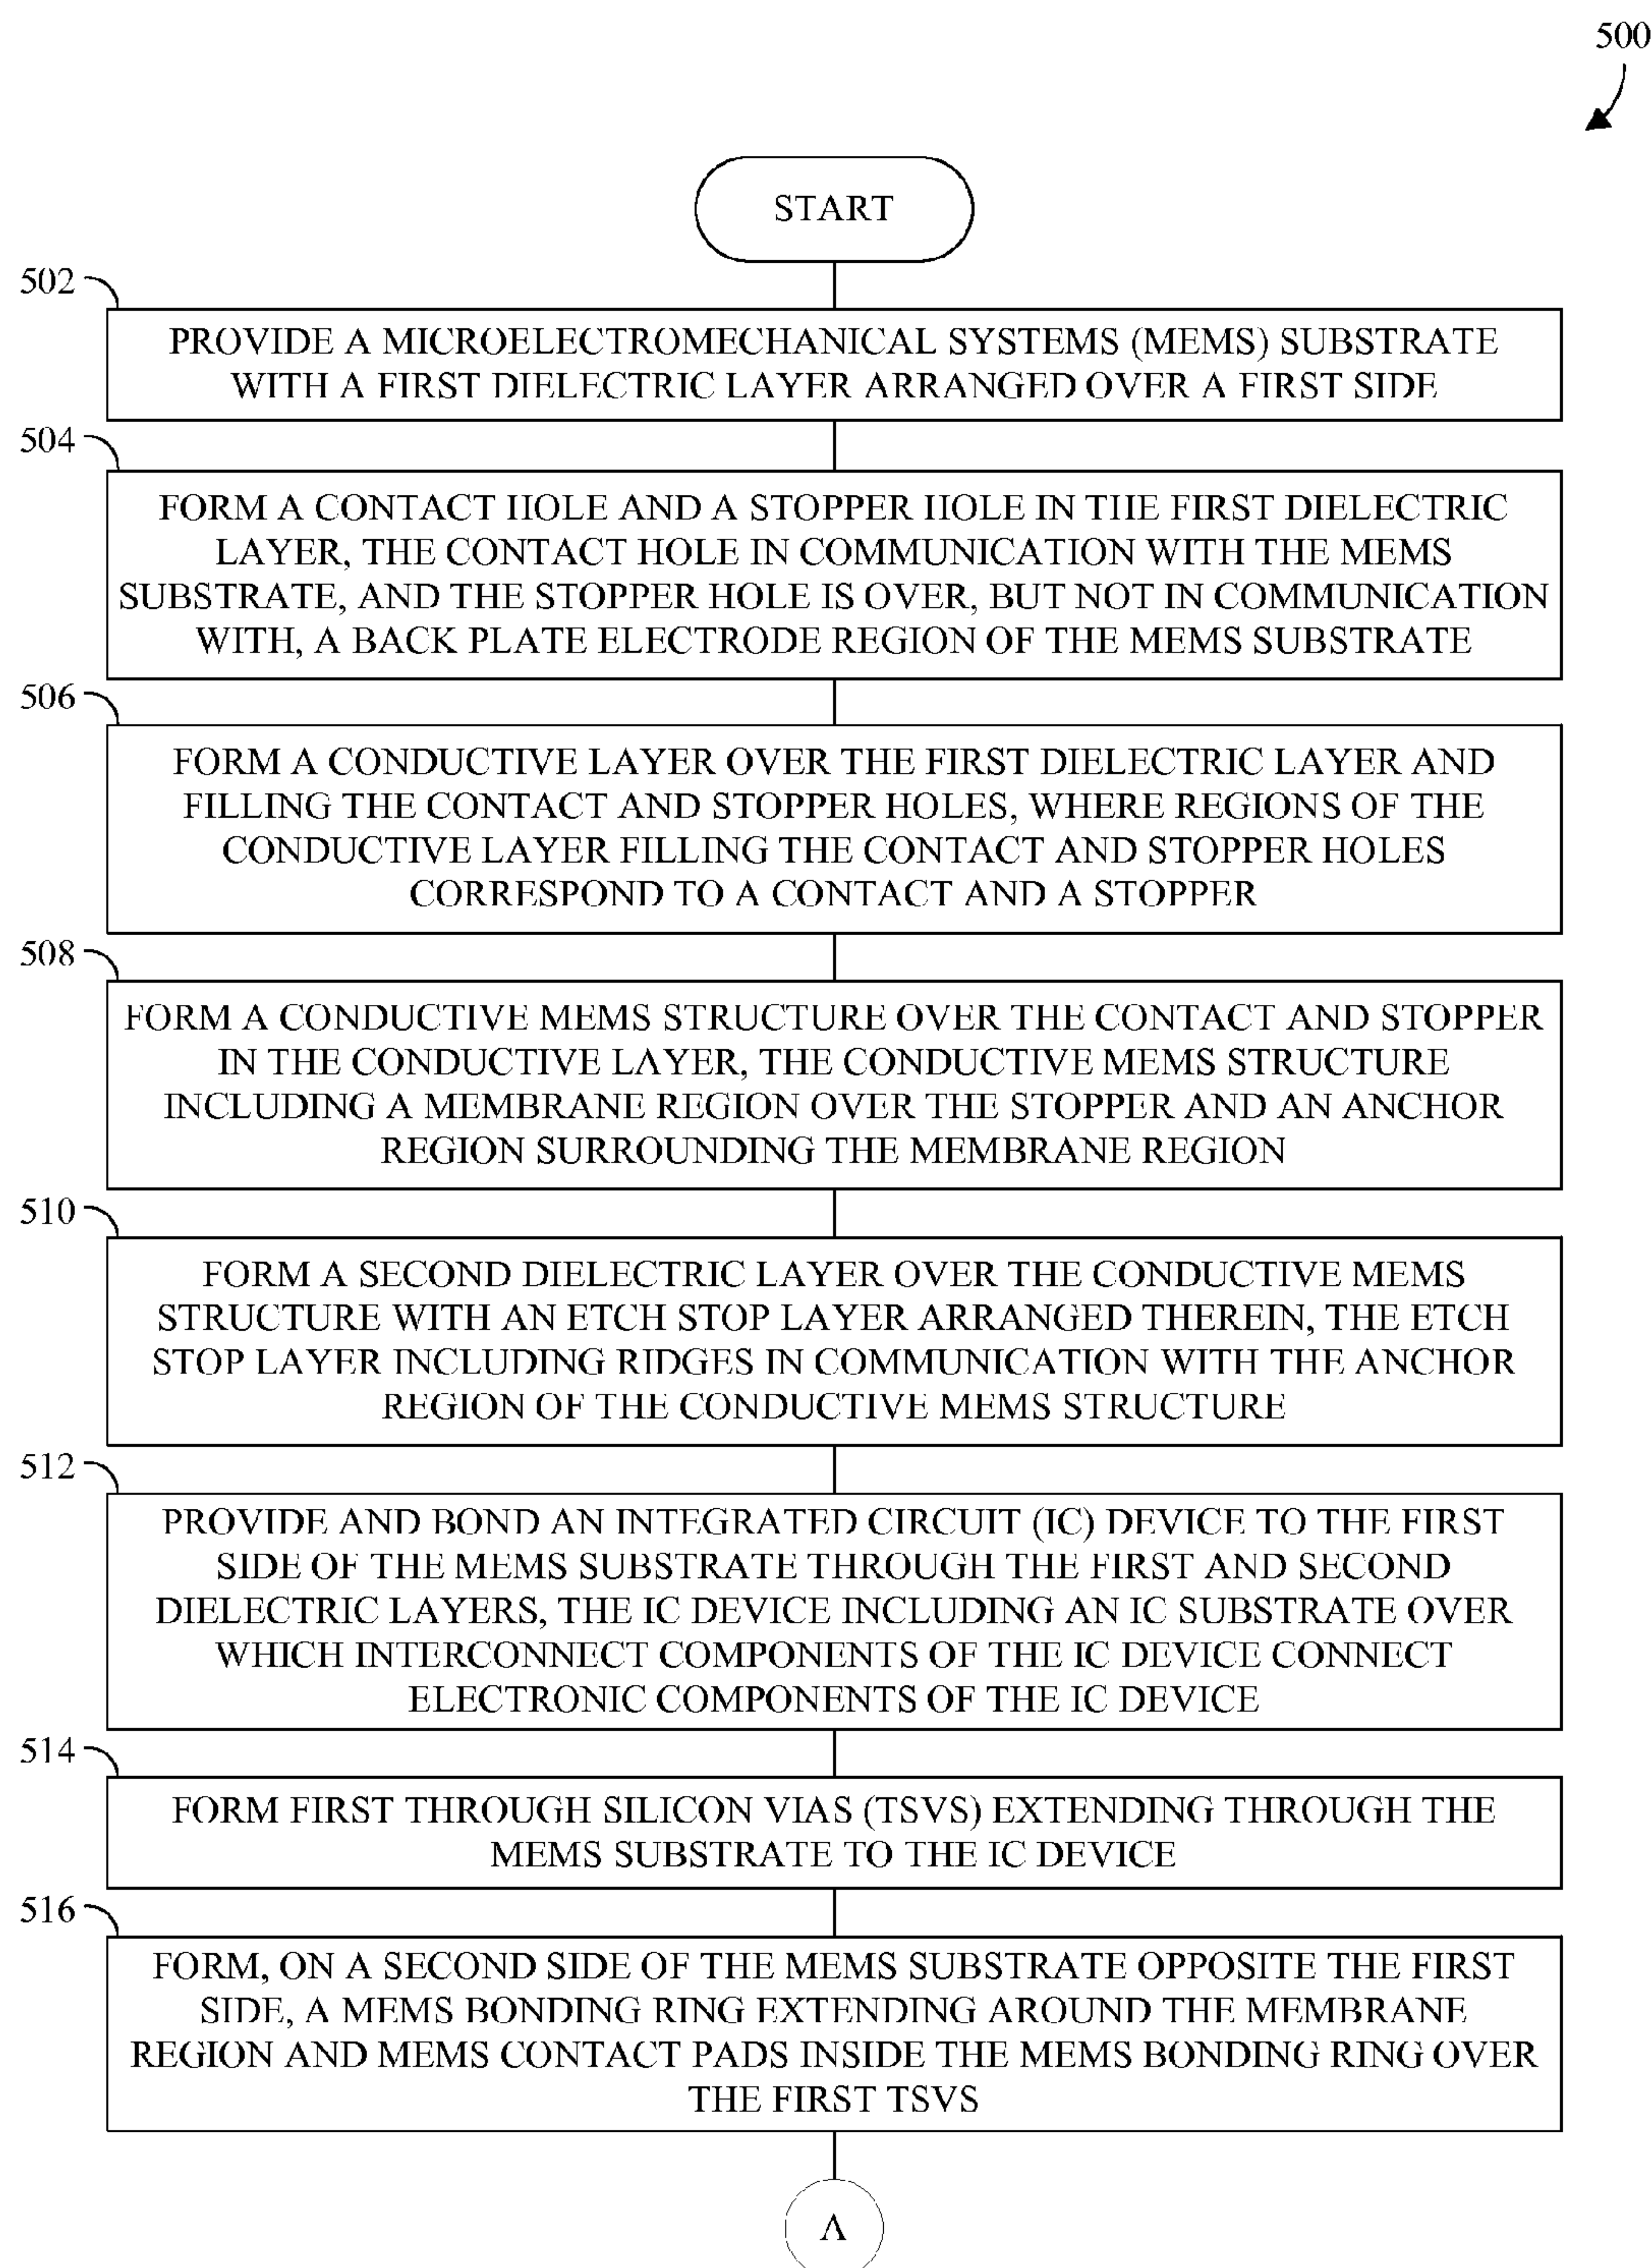 500
START
502
PROVIDE A MICROELECTROMECHANICAL SYSTEMS (MEMS) SUBSTRATE
WITH A FIRST DIELECTRIC LAYER ARRANGED OVER A FIRST SIDE
504
FORM A CONTACT HOLE AND A STOPPER HOLE IN THE FIRST DIELECTRIC
LAYER, THE CONTACT HOLE IN COMMUNICATION WITH THE MEMS
SUBSTRATE, AND THE STOPPER HOLE IS OVER, BUT NOT IN COMMUNICATION
WITH, A BACK PLATE ELECTRODE REGION OF THE MEMS SUBSTRATE
506
FORM A CONDUCTIVE LAYER OVER THE FIRST DIELECTRIC LAYER AND
FILLING THE CONTACT AND STOPPER HOLES, WHERE REGIONS OF THE
CONDUCTIVE LAYER FILLING THE CONTACT AND STOPPER HOLES
CORRESPOND TO A CONTACT AND A STOPPER
508
FORM A CONDUCTIVE MEMS STRUCTURE OVER THE CONTACT AND STOPPER
IN THE CONDUCTIVE LAYER, THE CONDUCTIVE MEMS STRUCTURE
INCLUDING A MEMBRANE REGION OVER THE STOPPER AND AN ANCHOR
REGION SURROUNDING THE MEMBRANE REGION
510
FORM A SECOND DIELECTRIC LAYER OVER THE CONDUCTIVE MEMS
STRUCTURE WITH AN ETCH STOP LAYER ARRANGED THEREIN, THE ETCH
STOP LAYER INCLUDING RIDGES IN COMMUNICATION WITH THE ANCHOR
REGION OF THE CONDUCTIVE MEMS STRUCTURE
512
PROVIDE AND BOND AN INTEGRATED CIRCUIT (IC) DEVICE TO THE FIRST
SIDE OF THE MEMS SUBSTRATE THROUGH THE FIRST AND SECOND
DIELECTRIC LAYERS, THE IC DEVICE INCLUDING AN IC SUBSTRATE OVER
WHICH INTERCONNECT COMPONENTS OF THE IC DEVICE CONNECT
ELECTRONIC COMPONENTS OF THE IC DEVICE
514
FORM FIRST THROUGH SILICON VIAS (TSVS) EXTENDING THROUGH THE
MEMS SUBSTRATE TO THE IC DEVICE
516
FORM, ON A SECOND SIDE OF THE MEMS SUBSTRATE OPPOSITE THE FIRST
SIDE, A MEMS BONDING RING EXTENDING AROUND THE MEMBRANE
REGION AND MEMS CONTACT PADS INSIDE THE MEMS BONDING RING OVER
THE FIRST TSVS
A